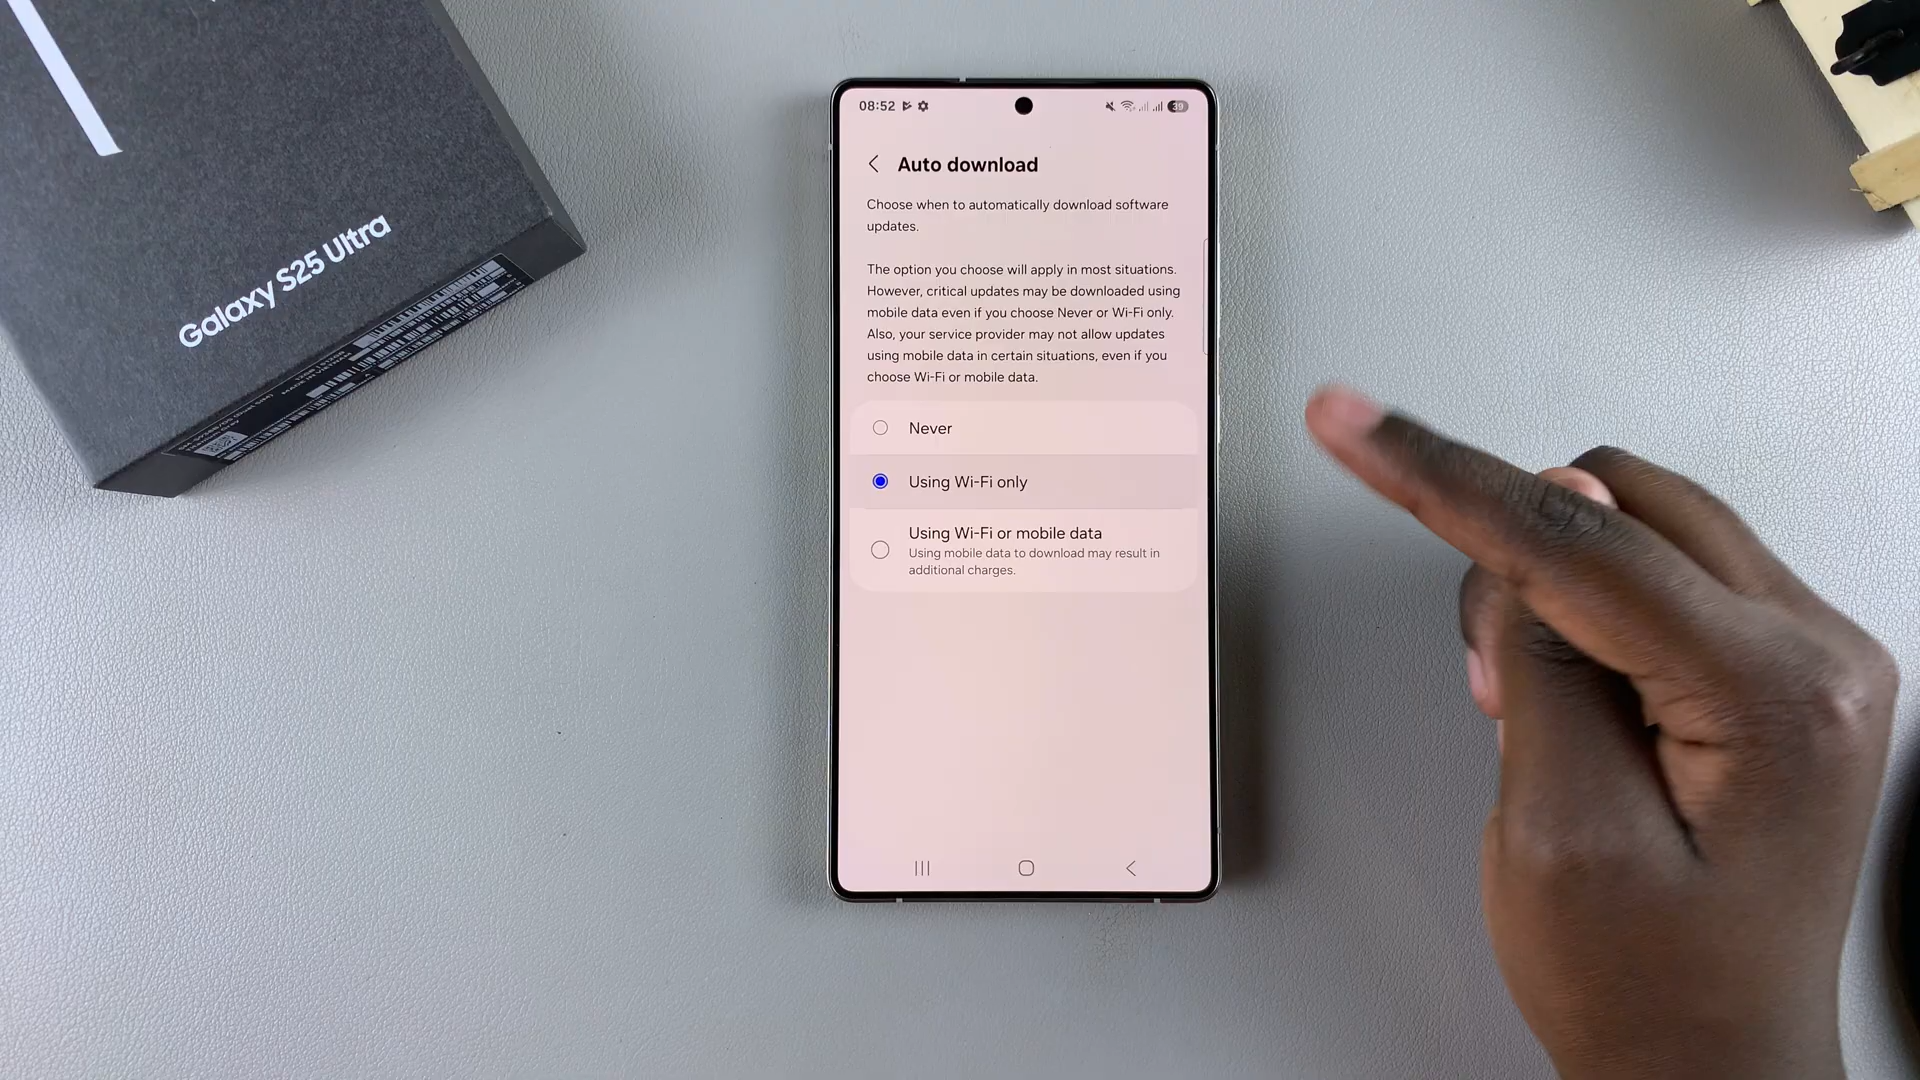 Galaxy S25 Ultra
08:52
39
Auto download
Choose when to automatically download software
updates.
The option you choose will apply in most situations.
However, critical updates may be downloaded using
mobile data even if you choose Never or Wi-Fi only.
Also, your service provider may not allow updates
using mobile data in certain situations, even if you
choose Wi-Fi or mobile data.
Never
Using Wi-Fi only
Using Wi-Fi or mobile data
Using mobile data to download may result in
additional charges.